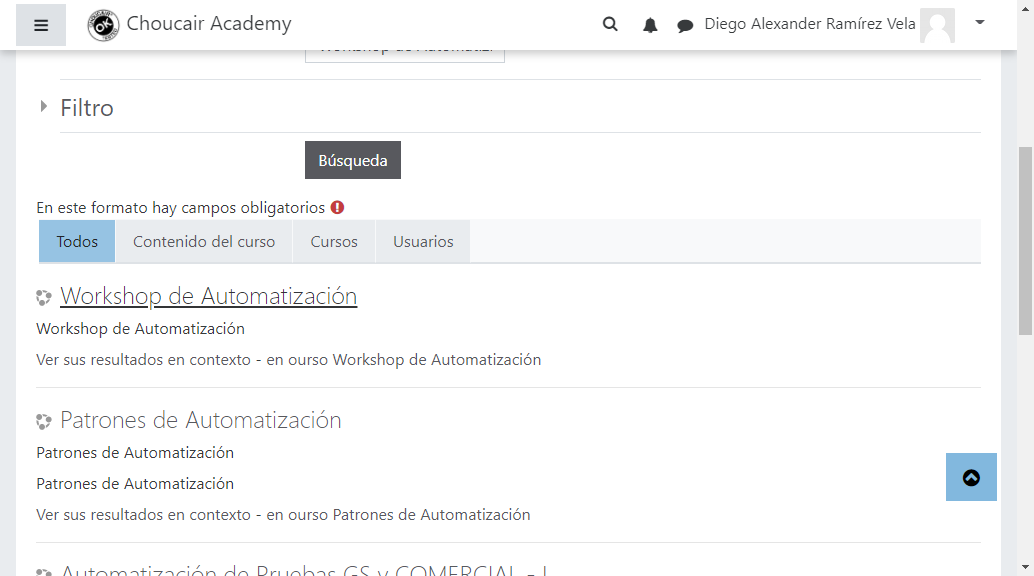 Choucair Academy
Diego Alexander Ramírez Vela
Workshop de Automatizi
Filtro
Búsqueda
En este formato hay campos obligatorios
Todos
Contenido del curso
Cursos
Usuarios
Workshop de Automatización
Workshop de Automatización
Ver sus resultados en contexto - en ourso Workshop de Automatización
Patrones de Automatización
Patrones de Automatización
Patrones de Automatización
Ver sus resultados en contexto - en ourso Patrones de Automatización
Automatización de Pruebas GS y COMERCIAL - I